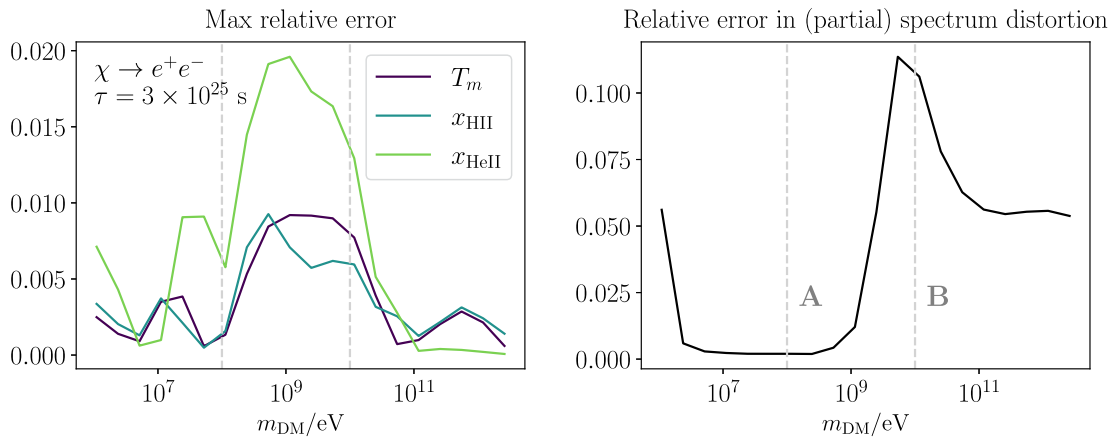 Max relative error
χ → e⁺e⁻
τ = 3 × 10²⁵ s
T_m
x_HII
x_HeII
0.020
0.015
0.010
0.005
0.000
10⁷ 10⁹ 10¹¹
m_DM/eV
Relative error in (partial) spectrum distortion
0.100
0.075
0.050
0.025
0.000
A B
10⁷ 10⁹ 10¹¹
m_DM/eV